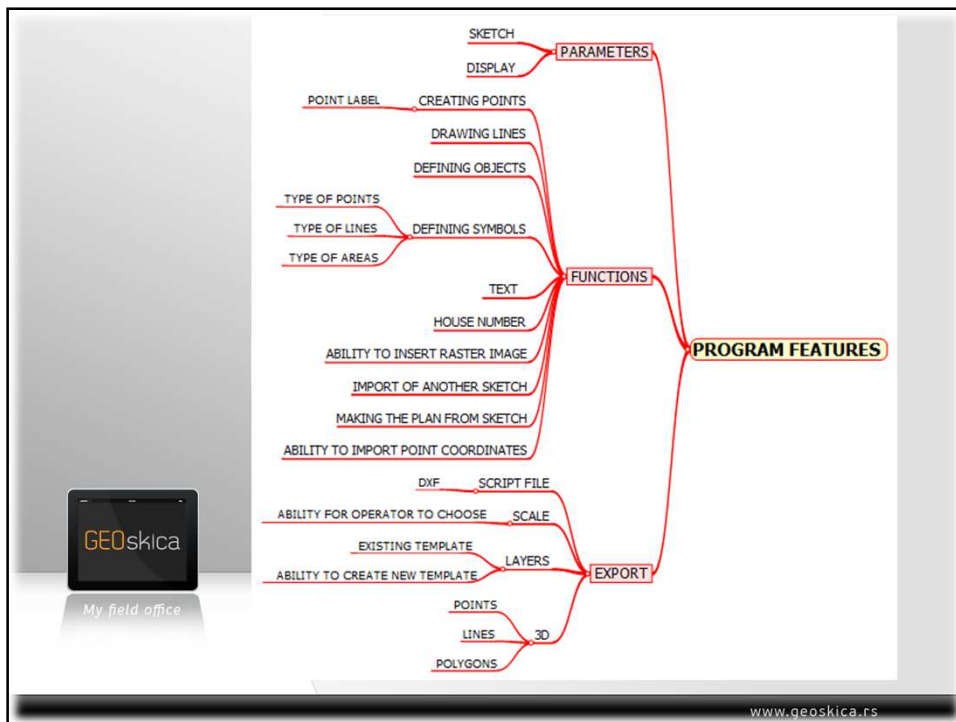 SKETCH
PARAMETERS
DISPLAY
POINT LABEL
CREATING POINTS
DRAWING LINES
DEFINING OBJECTS
TYPE OF POINTS
TYPE OF LINES
DEFINING SYMBOLS
TYPE OF AREAS
FUNCTIONS
TEXT
HOUSE NUMBER
PROGRAM FEATURES
ABILITY TO INSERT RASTER IMAGE
IMPORT OF ANOTHER SKETCH
MAKING THE PLAN FROM SKETCH
ABILITY TO IMPORT POINT COORDINATES
DXF
SCRIPT FILE
ABILITY FOR OPERATOR TO CHOOSE
SCALE
EXISTING TEMPLATE
LAYERS
ABILITY TO CREATE NEW TEMPLATE
EXPORT
POINTS
LINES
3D
POLYGONS
GEOskica
My field office
www.geoskica.rs